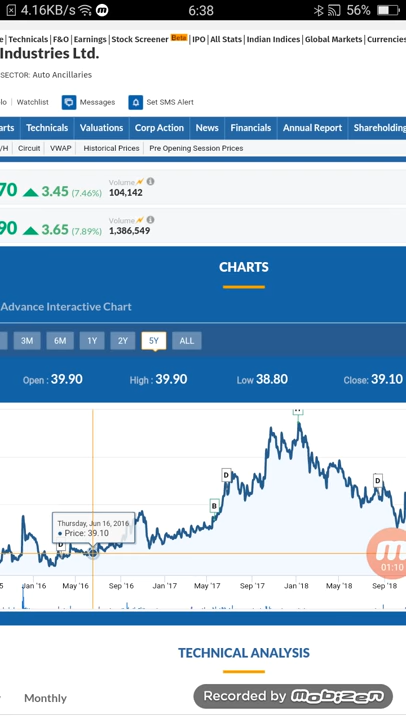 4.16KB/s 6:38 56%
e | Technicals | F&O | Earnings | Stock Screener Beta | IPO | All Stats | Indian Indices | Global Markets | Currencies
Industries Ltd.
SECTOR: Auto Ancillaries
lo | Watchlist Messages Set SMS Alert
arts Technicals Valuations Corp Action News Financials Annual Report Shareholding
/H Circuit VWAP Historical Prices Pre Opening Session Prices
70 3.45 (7.46%) Volume 104,142
90 3.65 (7.89%) Volume 1,386,549
CHARTS
Advance Interactive Chart
3M 6M 1Y 2Y 5Y ALL
Open : 39.90 High : 39.90 Low 38.80 Close: 39.10
D
D
B
Thursday, Jun 16, 2016
Price: 39.10
D
01:10
5 Jan '16 May '16 Sep '16 Jan '17 May '17 Sep '17 Jan '18 May '18 Sep '18
TECHNICAL ANALYSIS
Monthly
Recorded by mobizen